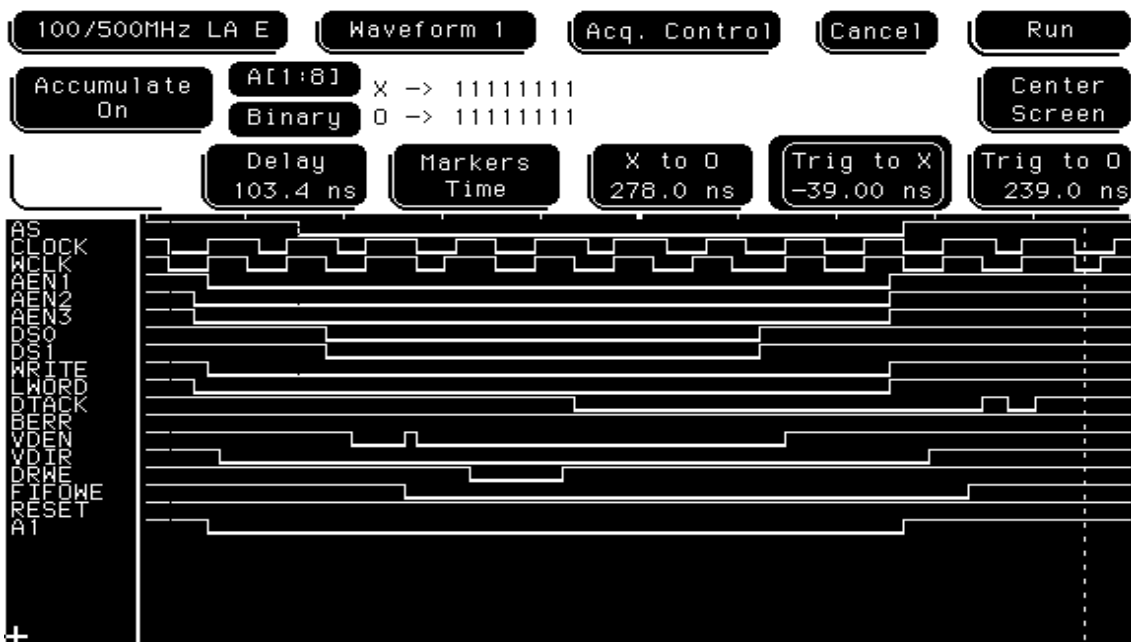 100/500MHz LA E Waveform 1 Acq. Control Cancel Run
Accumulate On
A[1:8] X -> 11111111
Binary O -> 11111111
Center Screen
Delay 103.4 ns
Markers Time
X to O 278.0 ns
Trig to X -39.00 ns
Trig to O 239.0 ns
AS
CLOCK
WCLK
AEN1
AEN2
AEN3
DS0
DS1
WRITE
LWORD
DTACK
BERR
VDEN
VDIR
DRWE
FIFOWE
RESET
A1